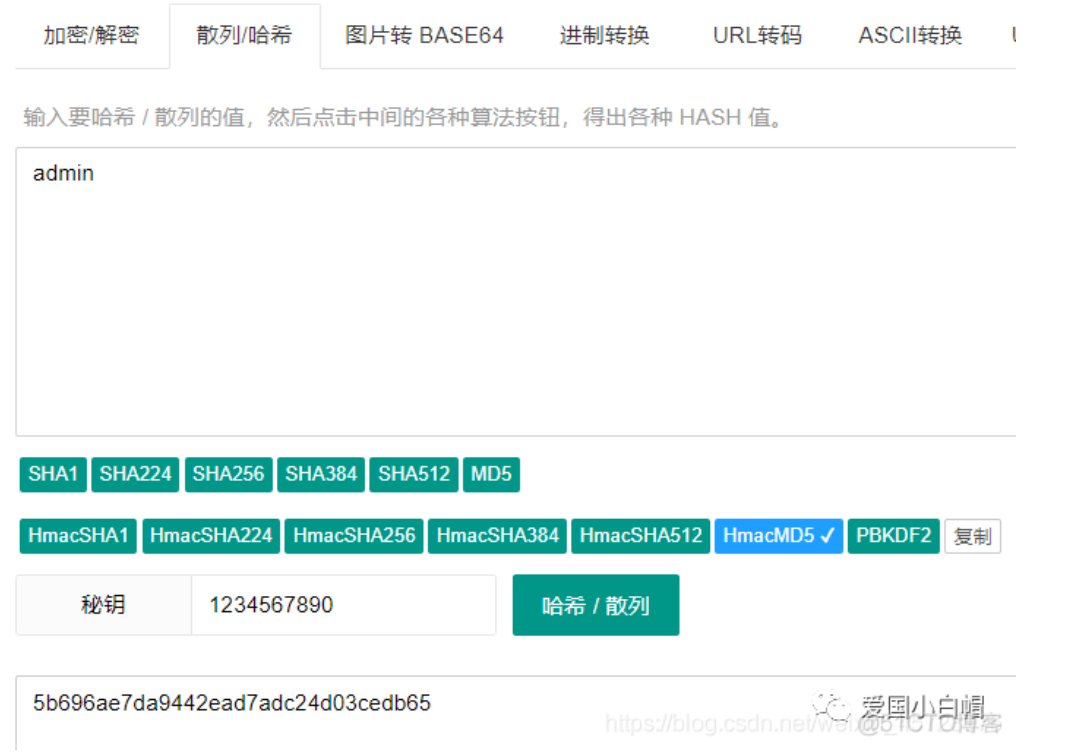 加密/解密 散列/哈希 图片转 BASE64 进制转换 URL转码 ASCII转换
输入要哈希 / 散列的值，然后点击中间的各种算法按钮，得出各种 HASH 值。
admin
SHA1 SHA224 SHA256 SHA384 SHA512 MD5
HmacSHA1 HmacSHA224 HmacSHA256 HmacSHA384 HmacSHA512 HmacMD5 ✓ PBKDF2 复制
秘钥 1234567890 哈希 / 散列
5b696ae7da9442ead7adc24d03cedb65
爱国小白帽
https://blog.csdn.net/ @51CTO博客